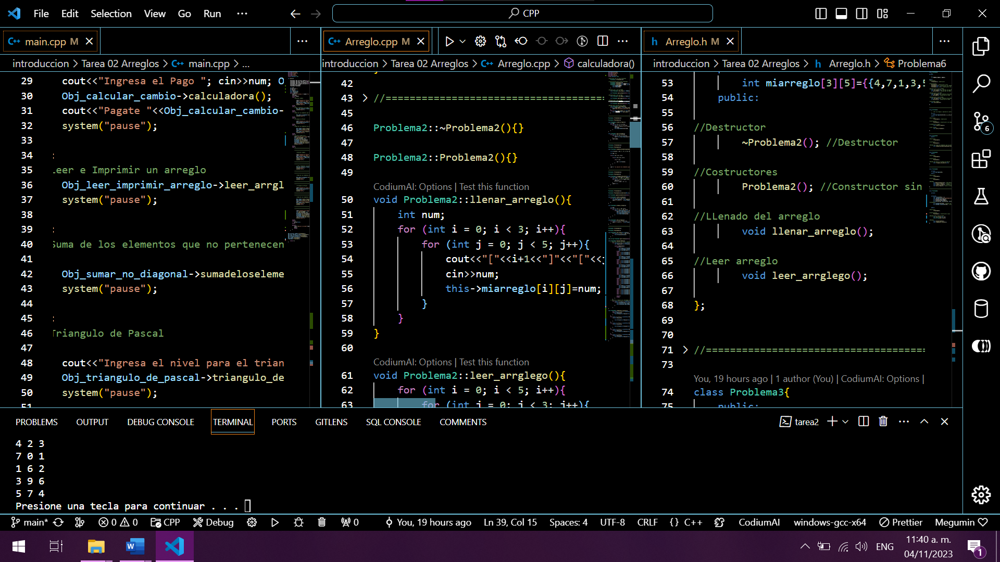 File Edit Selection View Go Run ··· CPP
main.cpp M
introduccion > Tarea 02 Arreglos > main.cpp > ...
29 cout<<"Ingresa el Pago "; cin>>num; O
30 Obj_calcular_cambio->calculadora();
31 cout<<"Pagate "<<Obj_calcular_cambio-
32 system("pause");
33
34 :
35 Leer e Imprimir un arreglo
36 Obj_leer_imprimir_arreglo->leer_arrgl
37 system("pause");
38
39 :
40 Suma de los elementos que no pertenecen
41
42 Obj_sumar_no_diagonal->sumadeloseleme
43 system("pause");
44
45 :
46 Triangulo de Pascal
47
48 cout<<"Ingresa el nivel para el trian
49 Obj_triangulo_de_pascal->triangulo_de
50 system("pause");
51
Arreglo.cpp M
introduccion > Tarea 02 Arreglos > Arreglo.cpp > calculadora()
42
43 //====================================
45
46 Problema2::~Problema2(){}
47
48 Problema2::Problema2(){}
49
CodiumAI: Options | Test this function
50 void Problema2::llenar_arreglo(){
51 int num;
52 for (int i = 0; i < 3; i++){
53 for (int j = 0; j < 5; j++){
54 cout<<"["<<i+1<<"]"<<"["<<j
55 cin>>num;
56 this->miarreglo[i][j]=num;
57 }
58 }
59 }
60
CodiumAI: Options | Test this function
61 void Problema2::leer_arrglego(){
62 for (int i = 0; i < 5; i++){
63 for (int j = 0; j < 3; j++){
Arreglo.h M
introduccion > Tarea 02 Arreglos > Arreglo.h > Problema6
53 int miarreglo[3][5]={{4,7,1,3,5
54 public:
55
56 //Destructor
57 ~Problema2(); //Destructor
58
59 //Costructores
60 Problema2(); //Constructor sin
61
62 //LLenado del arreglo
63 void llenar_arreglo();
64
65 //Leer arreglo
66 void leer_arrglego();
67
68 };
69
70
71 //====================================
73
You, 19 hours ago | 1 author (You) | CodiumAI: Options |
74 class Problema3{
75 public:
6
PROBLEMS OUTPUT DEBUG CONSOLE TERMINAL PORTS GITLENS SQL CONSOLE COMMENTS tarea2
4 2 3
7 0 1
1 6 2
3 9 6
5 7 4
Presione una tecla para continuar . . .
main* 0 0 CPP Debug 0 You, 19 hours ago Ln 39, Col 15 Spaces: 4 UTF-8 CRLF {} C++ CodiumAI windows-gcc-x64 Prettier Megumin
W ENG 11:40 a. m.
04/11/2023
1